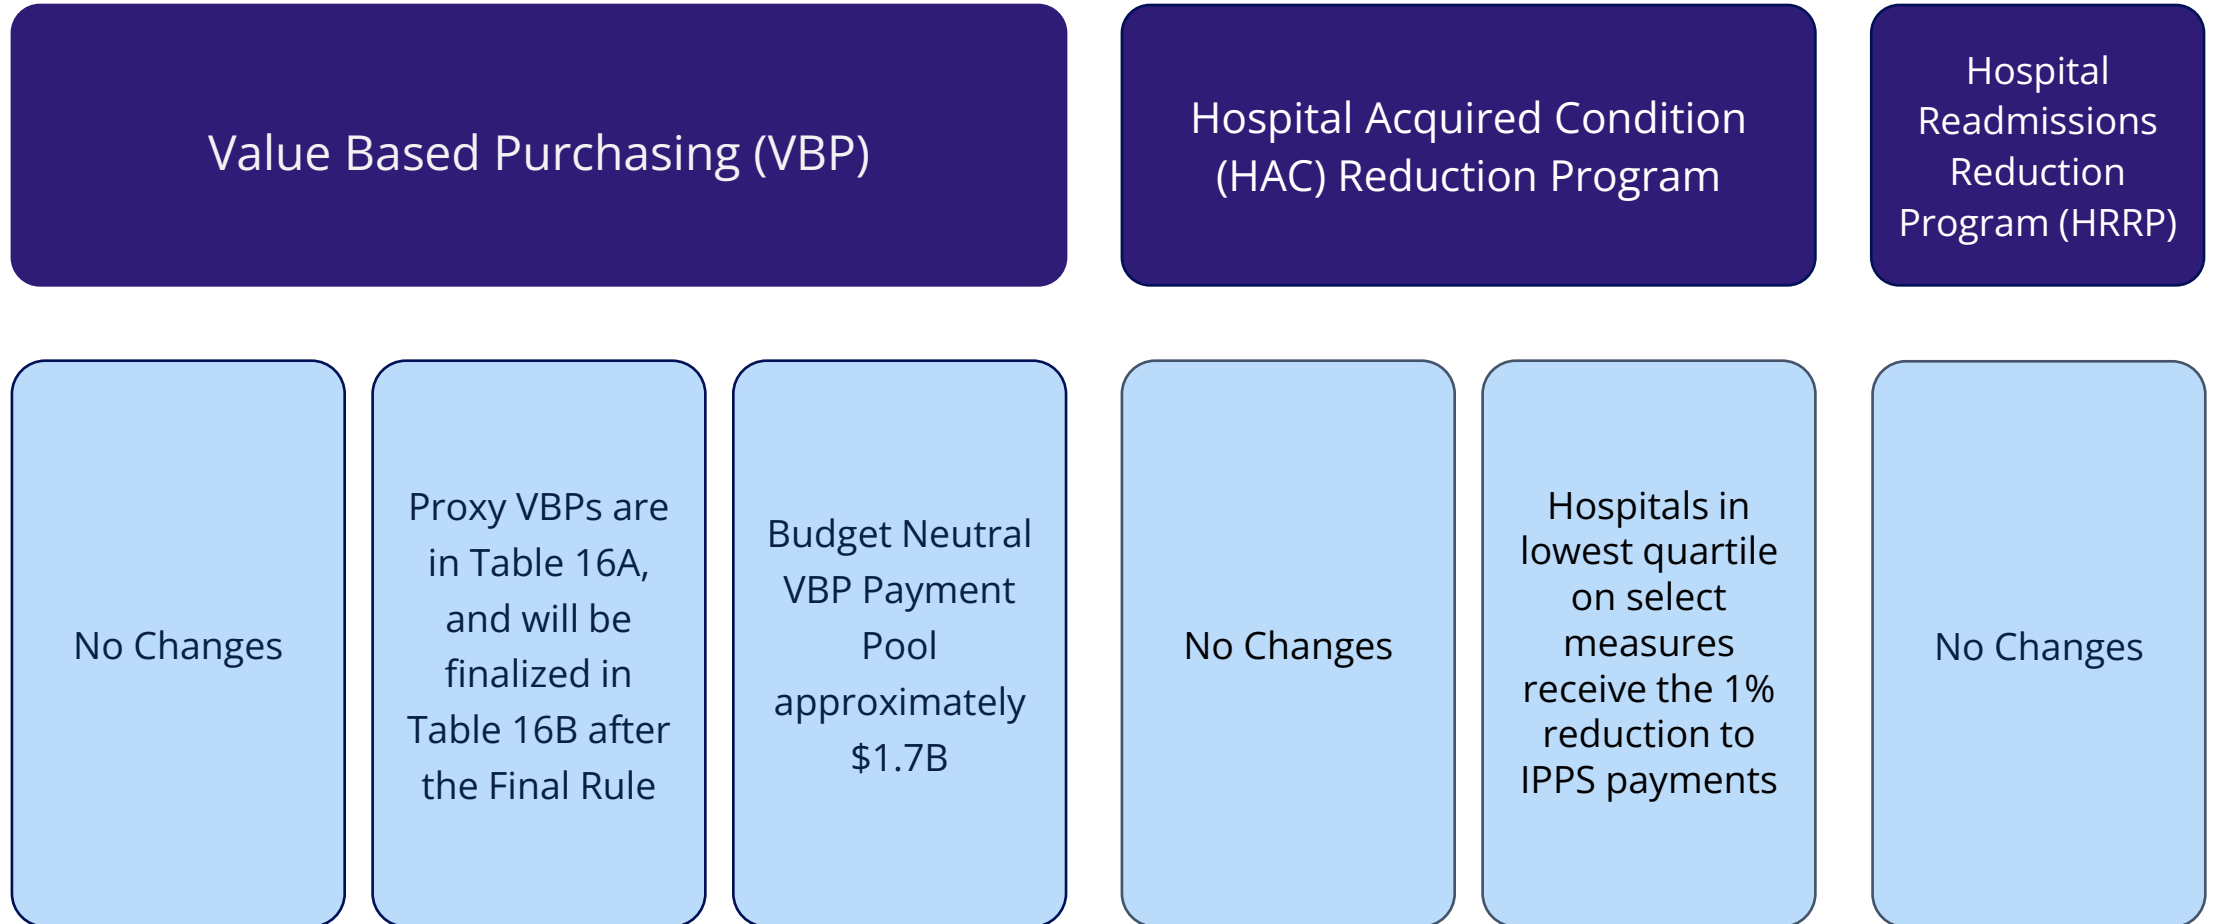 Value Based Purchasing (VBP)
Hospital Acquired Condition
(HAC) Reduction Program
Hospital
Readmissions
Reduction
Program (HRRP)
No Changes
Proxy VBPs are
in Table 16A,
and will be
finalized in
Table 16B after
the Final Rule
Budget Neutral
VBP Payment
Pool
approximately
$1.7B
No Changes
Hospitals in
lowest quartile
on select
measures
receive the 1%
reduction to
IPPS payments
No Changes